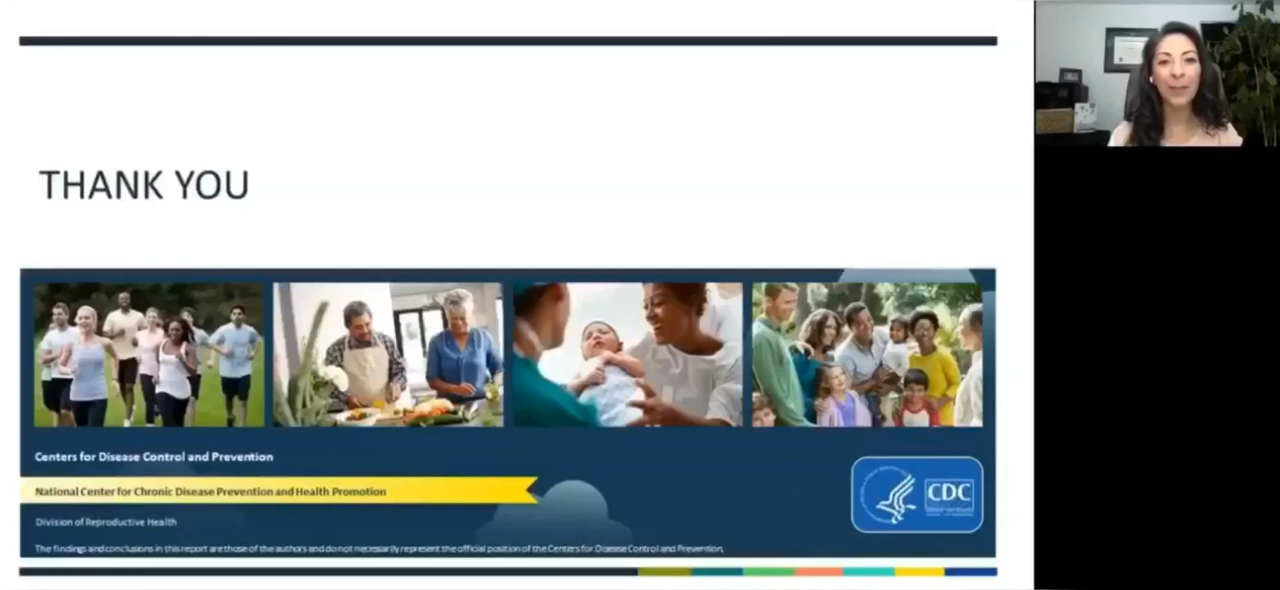 THANK YOU
Centers for Disease Control and Prevention
National Center for Chronic Disease Prevention and Health Promotion
Division of Reproductive Health
The findings and conclusions in this report are those of the authors and do not necessarily represent the official position of the Centers for Disease Control and Prevention.
CDC